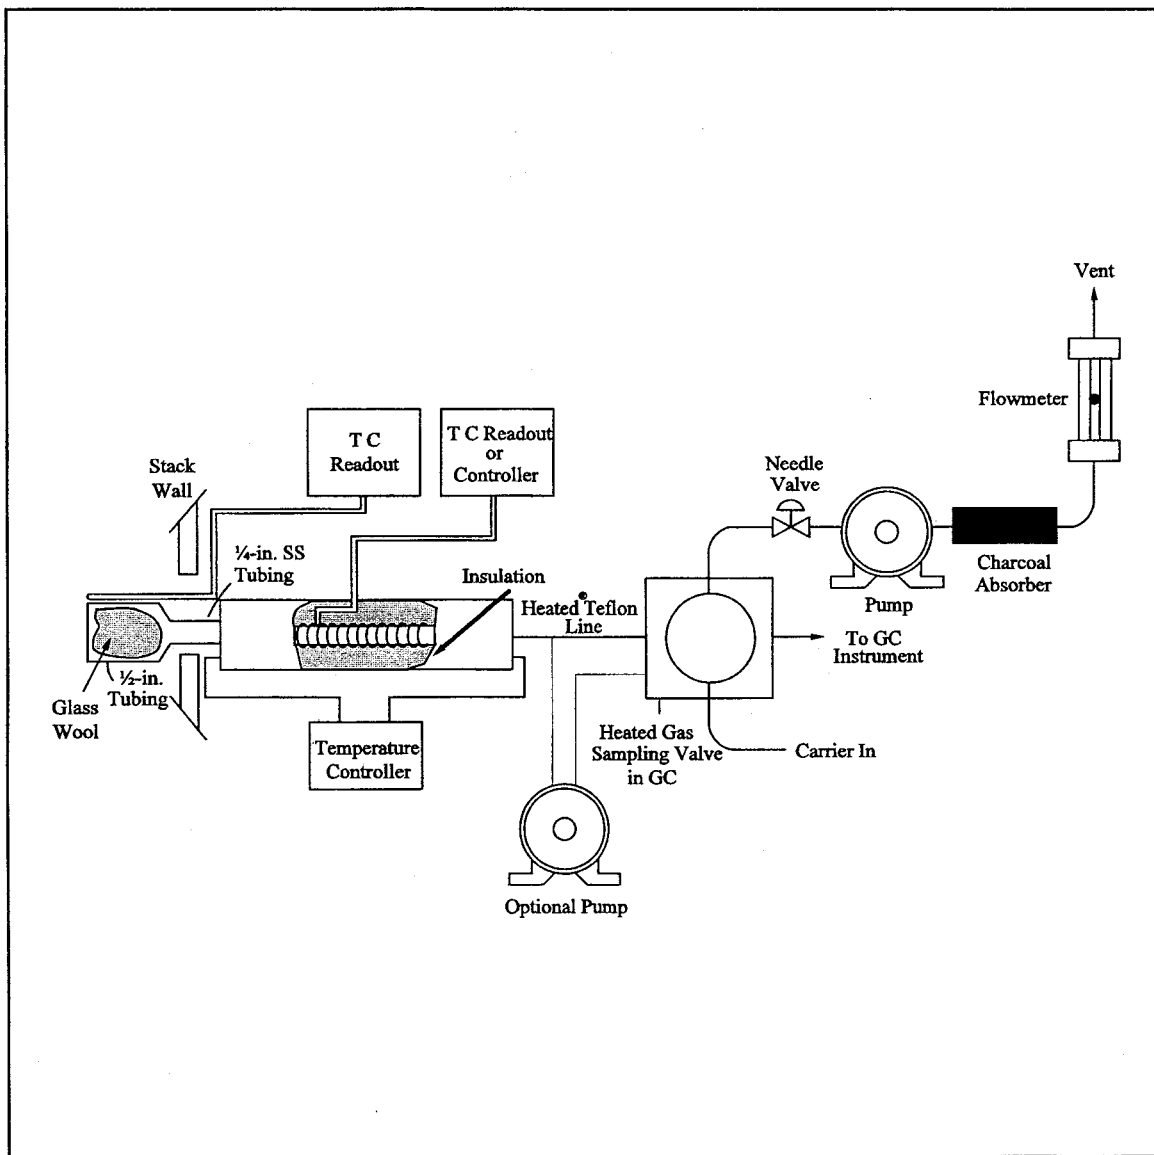 Vent
Flowmeter
T C
Readout
T C Readout
or
Controller
Stack
Wall
Needle
Valve
¼-in. SS
Tubing
Insulation
Heated Teflon
Line
Charcoal
Absorber
Pump
To GC
Instrument
½-in.
Tubing
Glass
Wool
Temperature
Controller
Heated Gas
Sampling Valve
in GC
Carrier In
Optional Pump